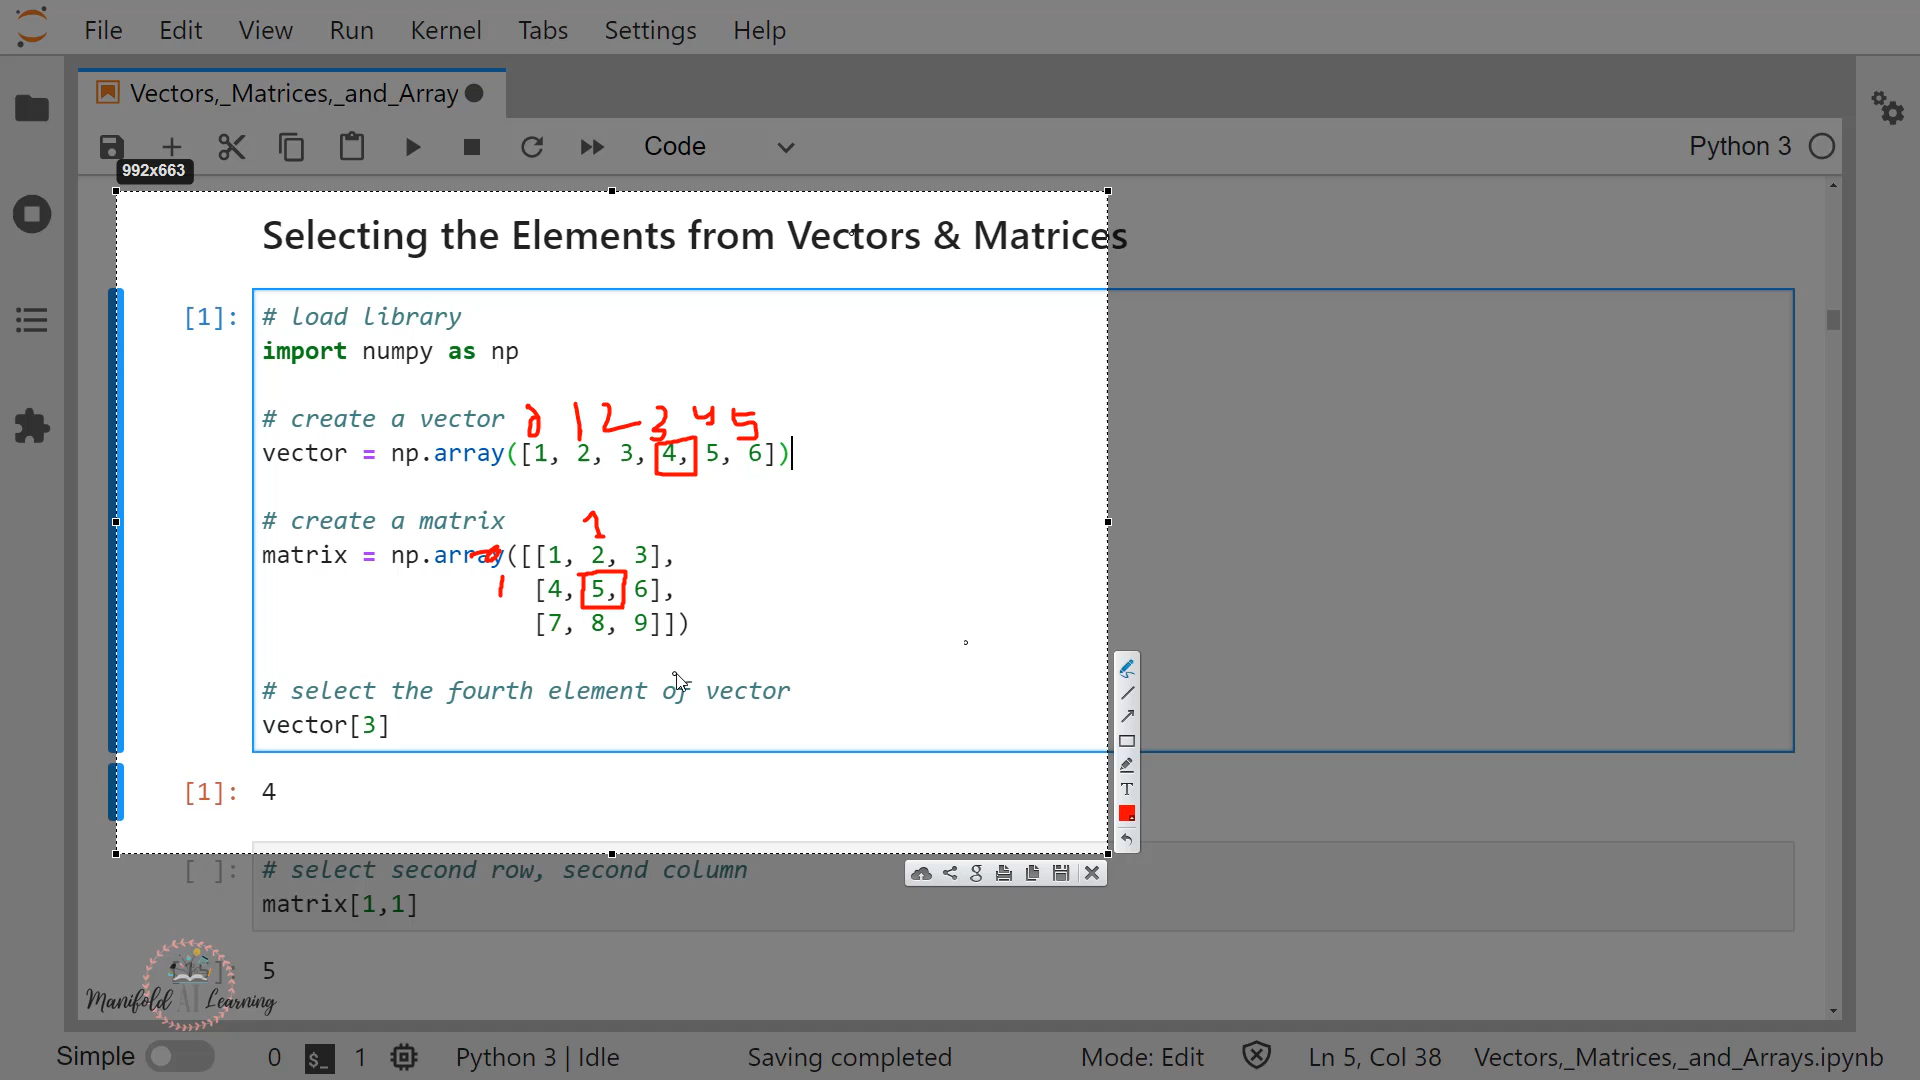 File Edit View Run Kernel Tabs Settings Help
Vectors,_Matrices,_and_Array
Code
Python 3
992x663
Selecting the Elements from Vectors & Matrices
[1]:
# load library
import numpy as np
0 1 2 3 4 5
# create a vector
vector = np.array([1, 2, 3, 4, 5, 6])
1
# create a matrix
0
matrix = np.array([[1, 2, 3],
1
[4, 5, 6],
[7, 8, 9]])
# select the fourth element of vector
vector[3]
[1]: 4
T
g
[ ]: # select second row, second column
matrix[1,1]
]: 5
Manifold AI Learning
Simple 0 $_ 1 Python 3 | Idle Saving completed Mode: Edit Ln 5, Col 38 Vectors,_Matrices,_and_Arrays.ipynb